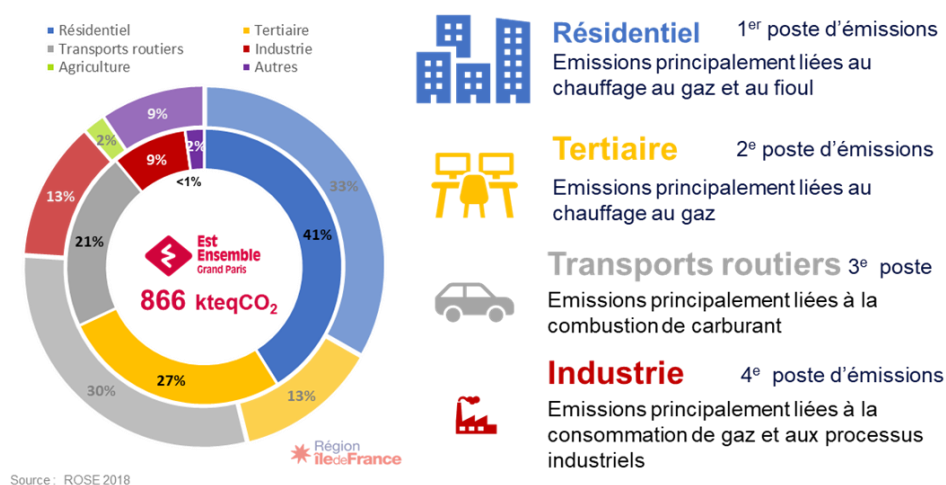 Résidentiel
Tertiaire
Transports routiers
Industrie
Agriculture
Autres
9%
2%
13%
9%
2%
<1%
33%
41%
21%
Est
Ensemble
Grand Paris
866 kteqCO2
27%
30%
13%
Région
îledeFrance
Source : ROSE 2018
Résidentiel 1er poste d’émissions
Emissions principalement liées au
chauffage au gaz et au fioul
Tertiaire 2e poste d’émissions
Emissions principalement liées au
chauffage au gaz
Transports routiers 3e poste
Emissions principalement liées à la
combustion de carburant
Industrie 4e poste d’émissions
Emissions principalement liées à la
consommation de gaz et aux processus
industriels